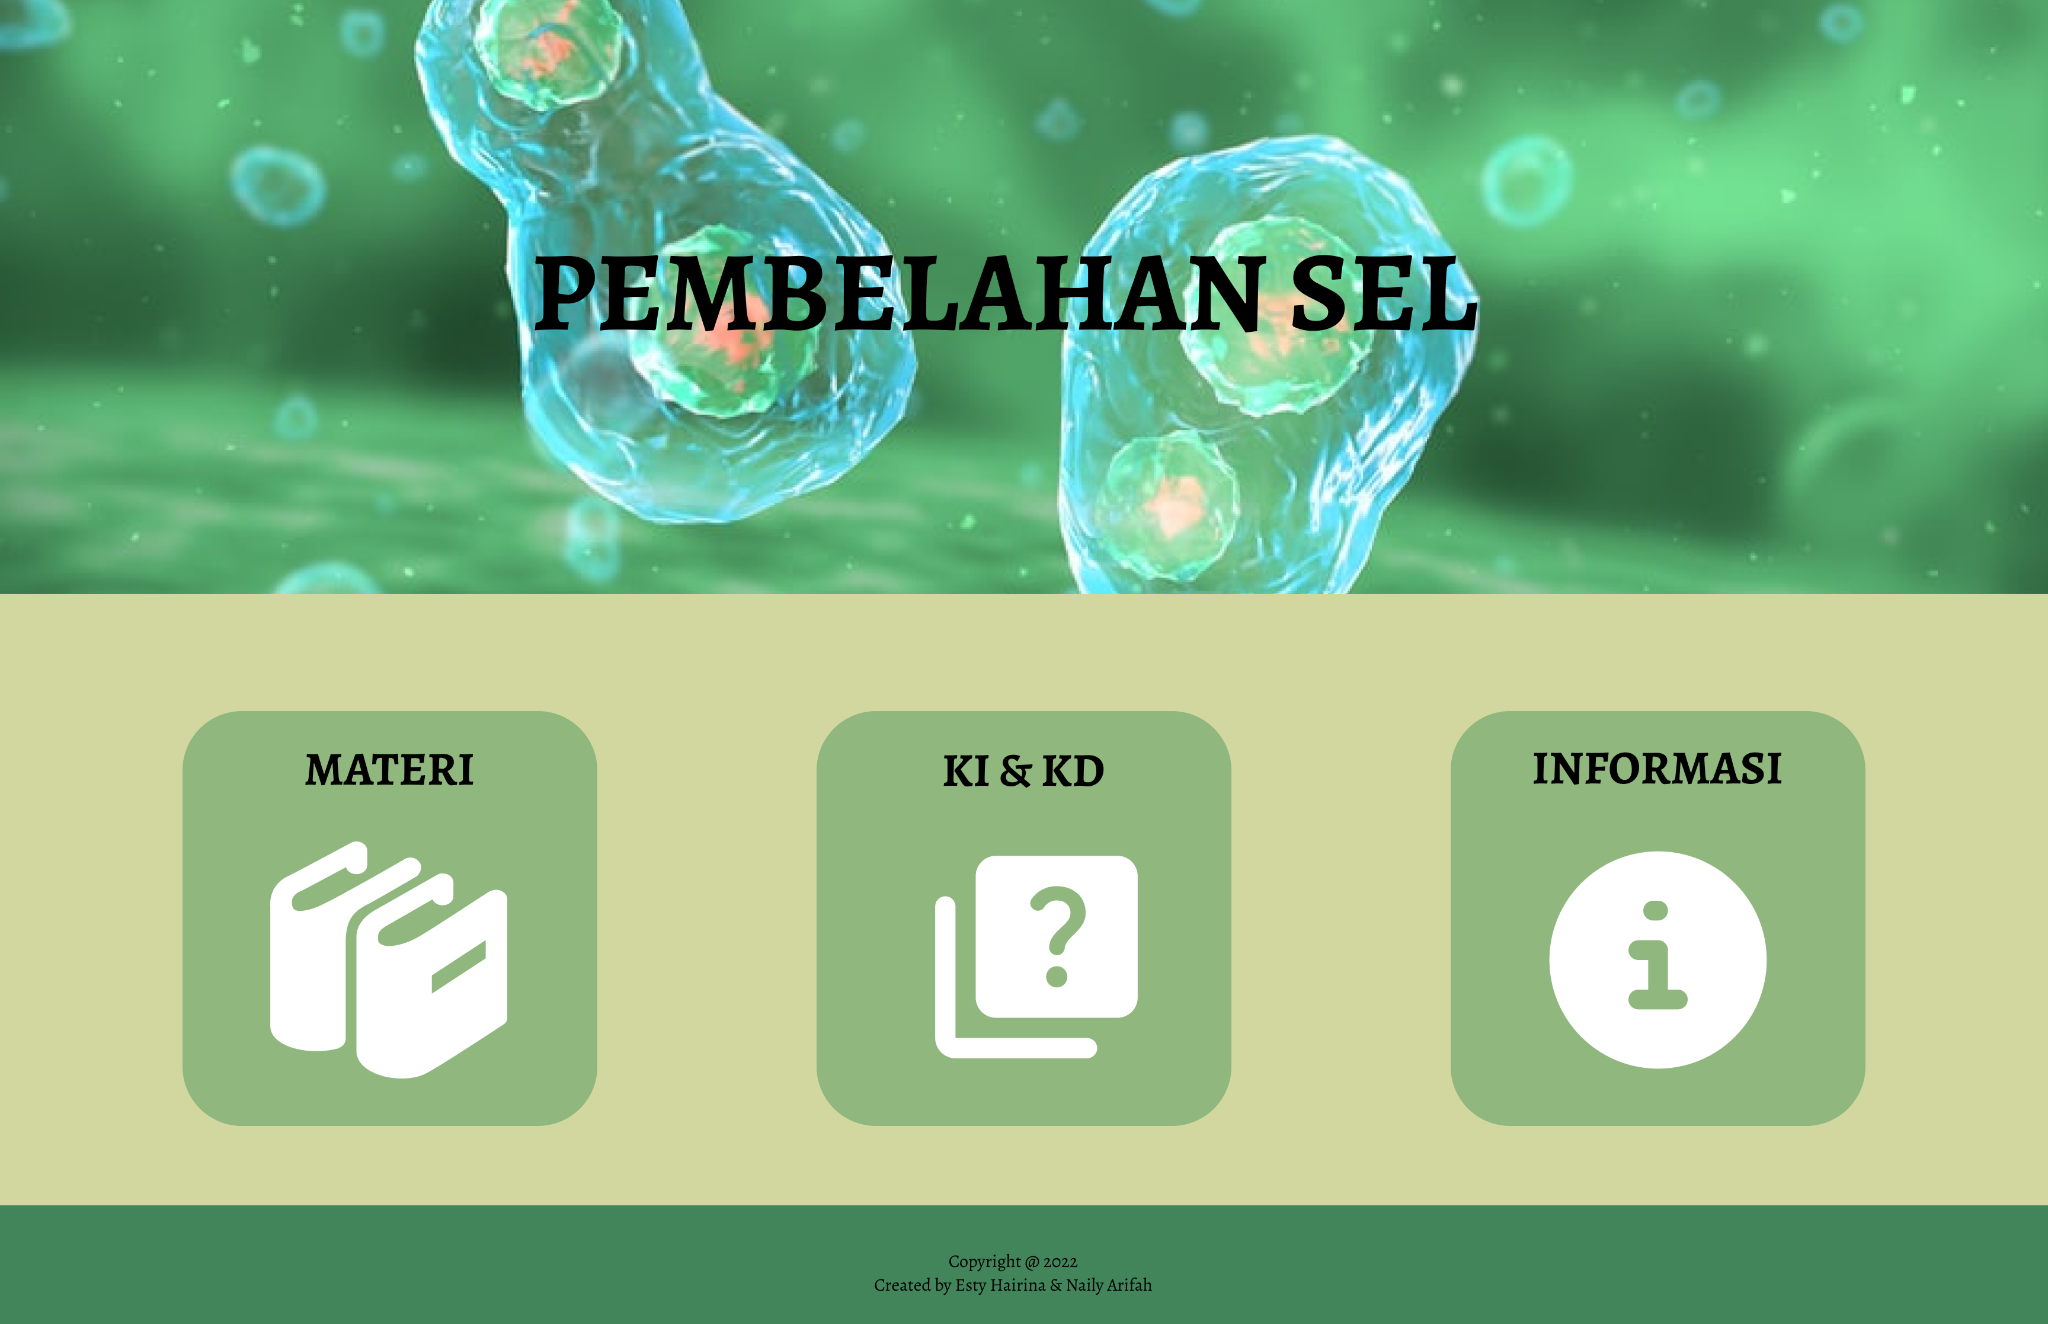 PEMBELAHAN SEL
MATERI
KI & KD
INFORMASI
Copyright @ 2022
Created by Esty Hairina & Naily Arifah